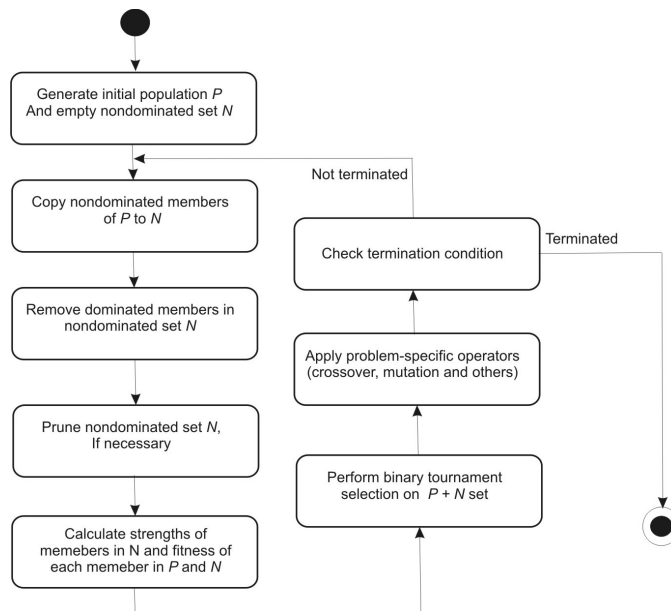 Generate initial population P
And empty nondominated set N
Not terminated
Copy nondominated members
of P to N
Check termination condition
Terminated
Remove dominated members in
nondominated set N
Apply problem-specific operators
(crossover, mutation and others)
Prune nondominated set N,
If necessary
Perform binary tournament
selection on P + N set
Calculate strengths of
memebers in N and fitness of
each memeber in P and N